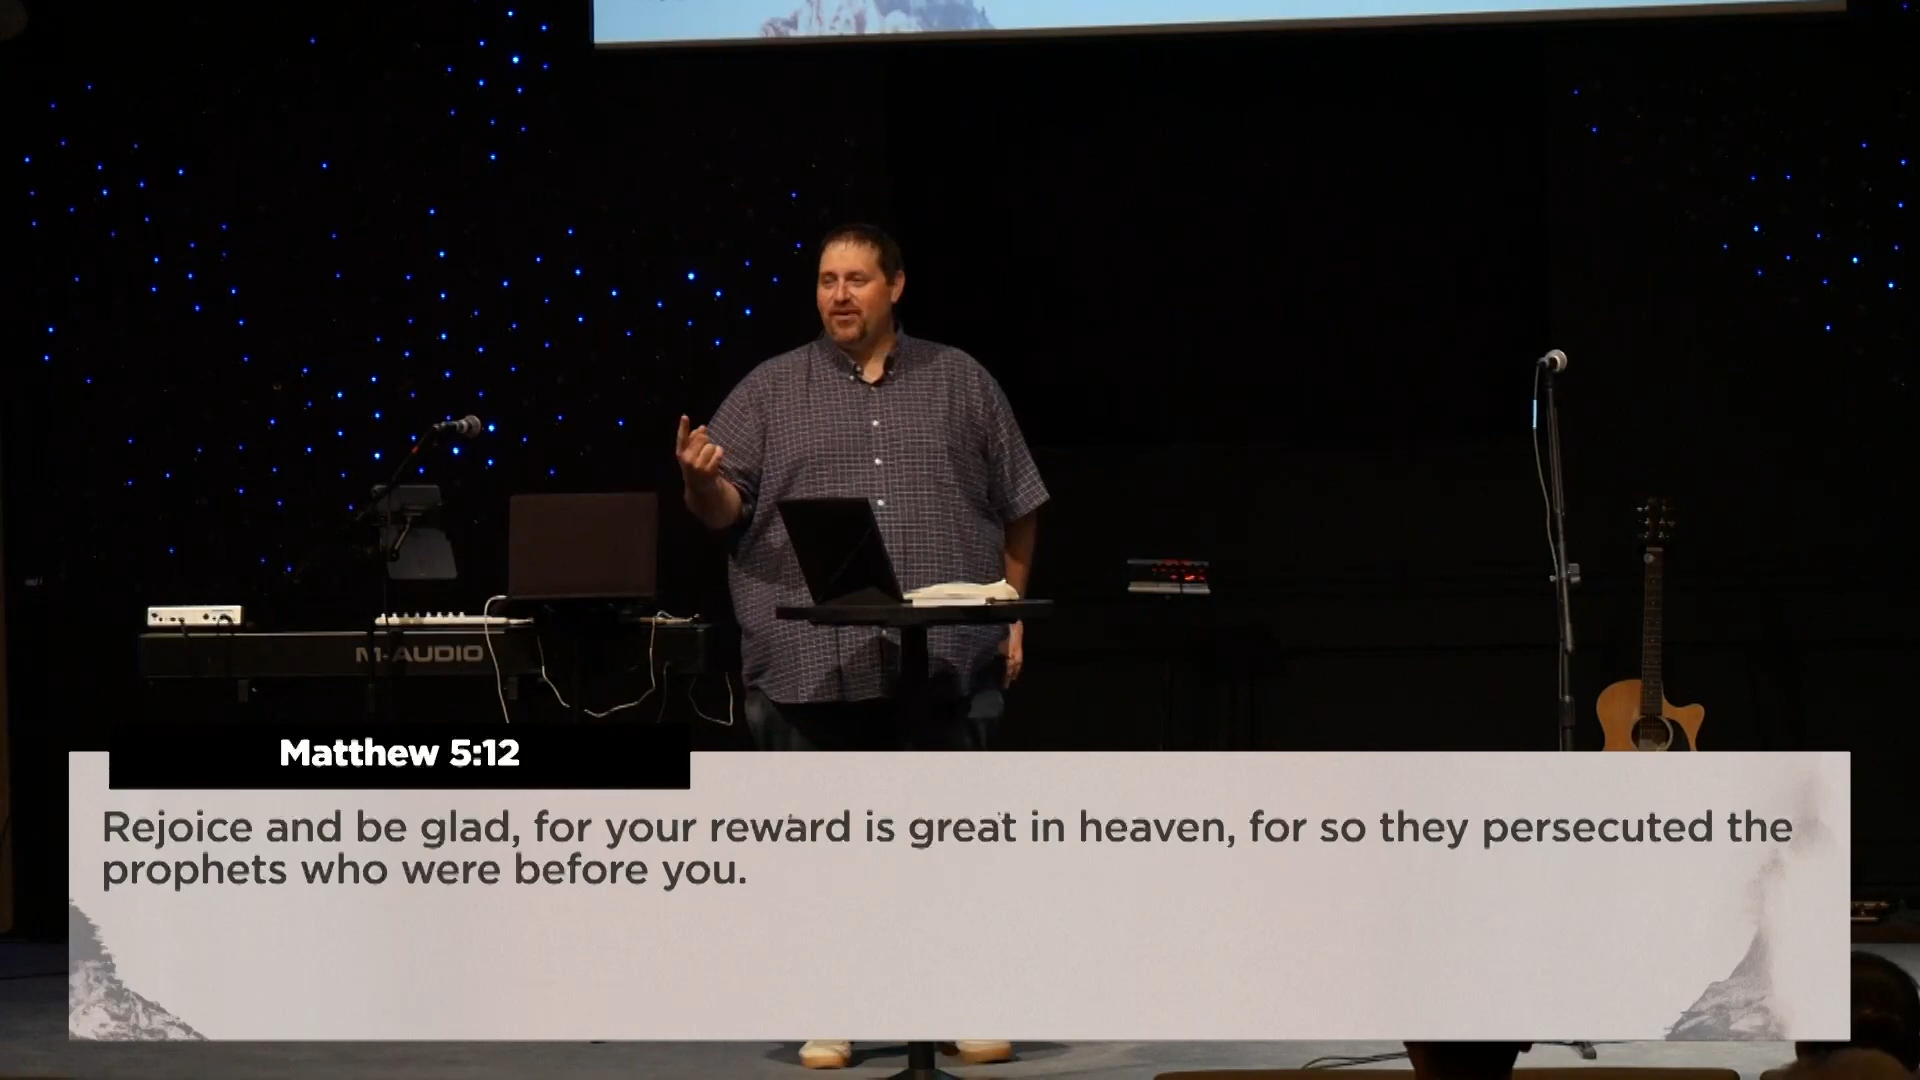 M-AUDIO
Matthew 5:12
Rejoice and be glad, for your reward is great in heaven, for so they persecuted the
prophets who were before you.